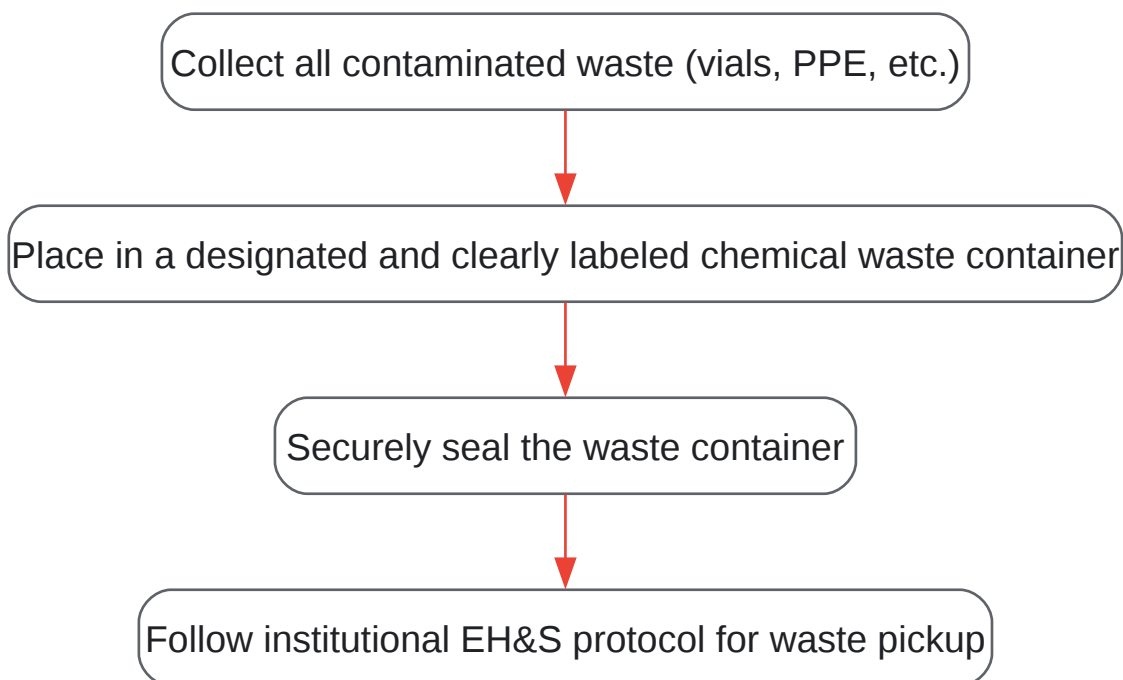 Collect all contaminated waste (vials, PPE, etc.)
Place in a designated and clearly labeled chemical waste container
Securely seal the waste container
Follow institutional EH&S protocol for waste pickup